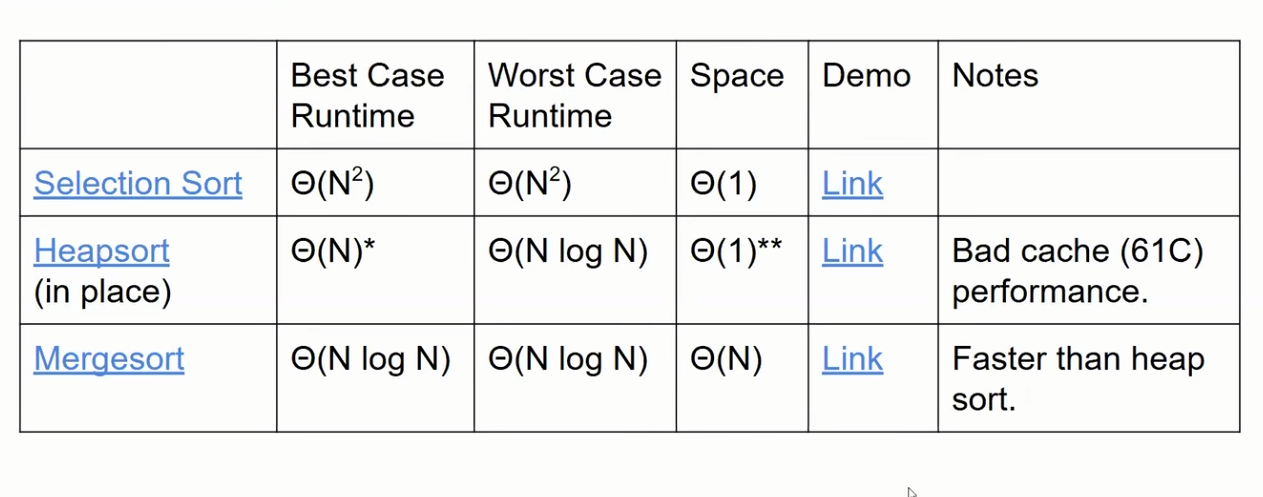 Best Case Runtime Worst Case Runtime Space Demo Notes
Selection Sort Θ(N²) Θ(N²) Θ(1) Link
Heapsort (in place) Θ(N)* Θ(N log N) Θ(1)** Link Bad cache (61C) performance.
Mergesort Θ(N log N) Θ(N log N) Θ(N) Link Faster than heap sort.